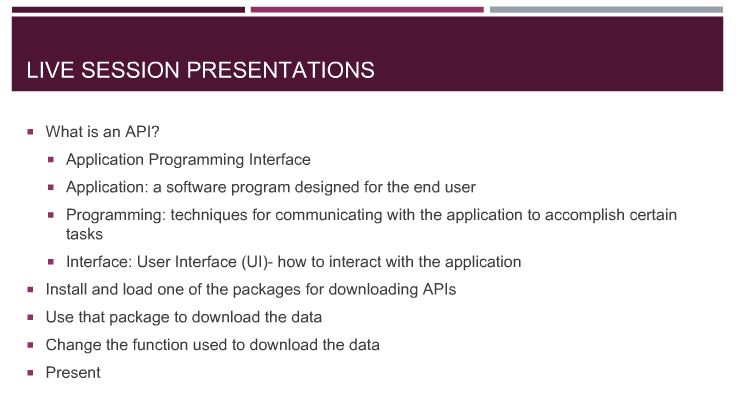 LIVE SESSION PRESENTATIONS
What is an API?
Application Programming Interface
Application: a software program designed for the end user
Programming: techniques for communicating with the application to accomplish certain
tasks
Interface: User Interface (UI)- how to interact with the application
Install and load one of the packages for downloading APIs
Use that package to download the data
Change the function used to download the data
Present